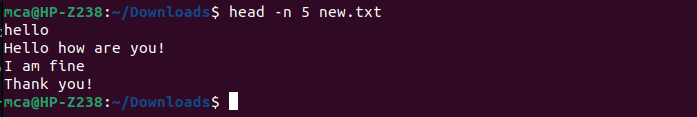 mca@HP-Z238:~/Downloads$ head -n 5 new.txt
hello
Hello how are you!
I am fine
Thank you!
mca@HP-Z238:~/Downloads$